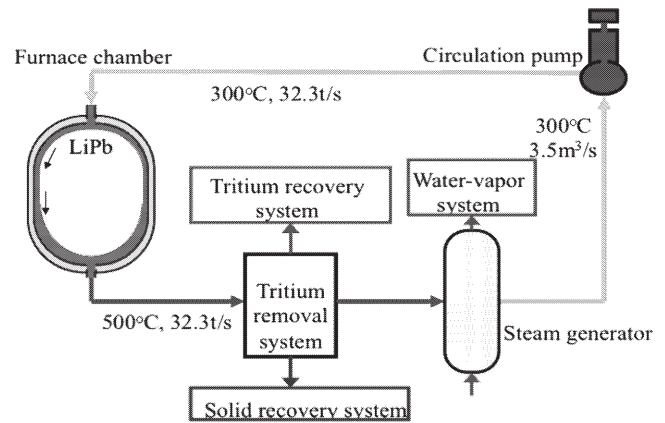 Furnace chamber
Circulation pump
300°C, 32.3t/s
300°C
3.5m³/s
LiPb
Tritium recovery
system
Water-vapor
system
Tritium
removal
system
500°C, 32.3t/s
Steam generator
Solid recovery system